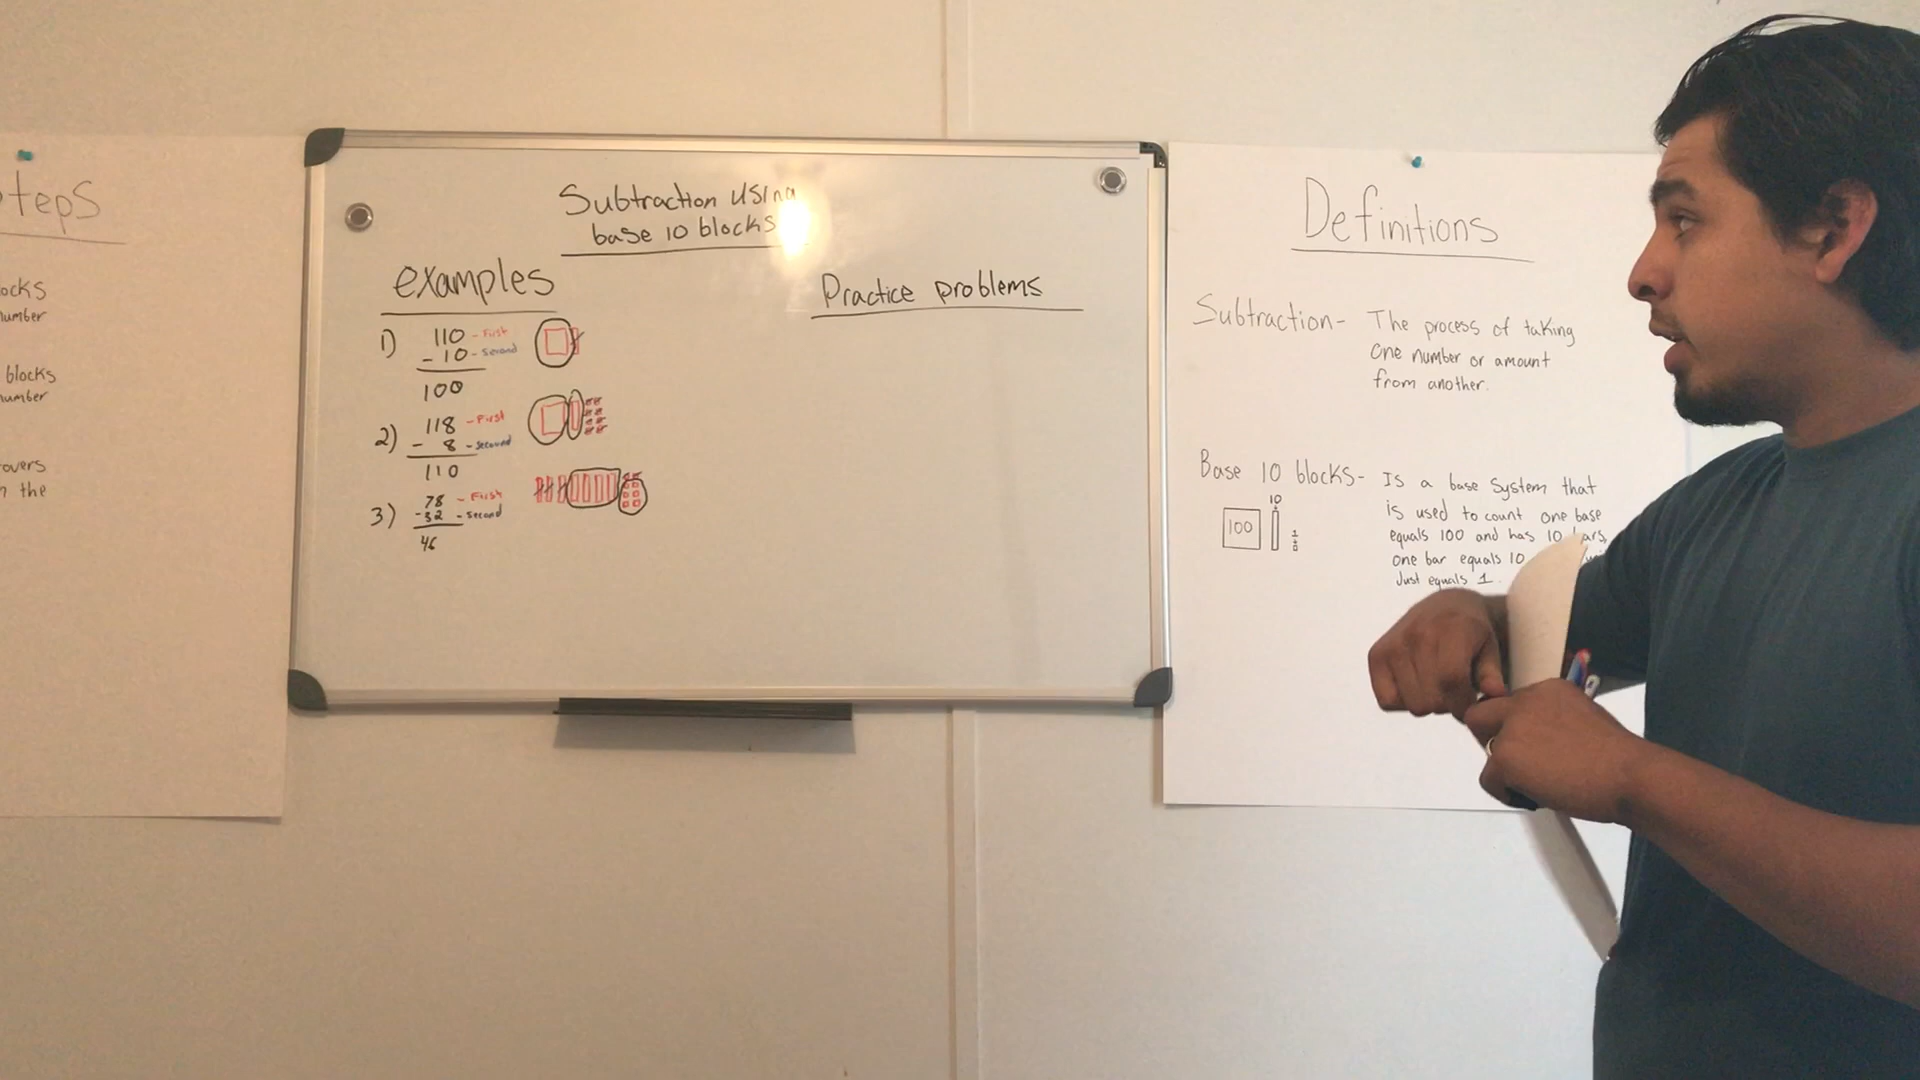 teps
ocks
umber
blocks
umber
overs
the
Subtraction using
base 10 blocks
examples
1) 110 - First
- 10 - Second
100
2) 118 - First
- 8 - Second
110
3) 78 - First
- 32 - Second
46
Practice problems
Definitions
Subtraction- The process of taking
one number or amount
from another.
Base 10 blocks- Is a base System that
is used to count one base
equals 100 and has 10 bars,
one bar equals 10
Just equals 1.
100
10
1